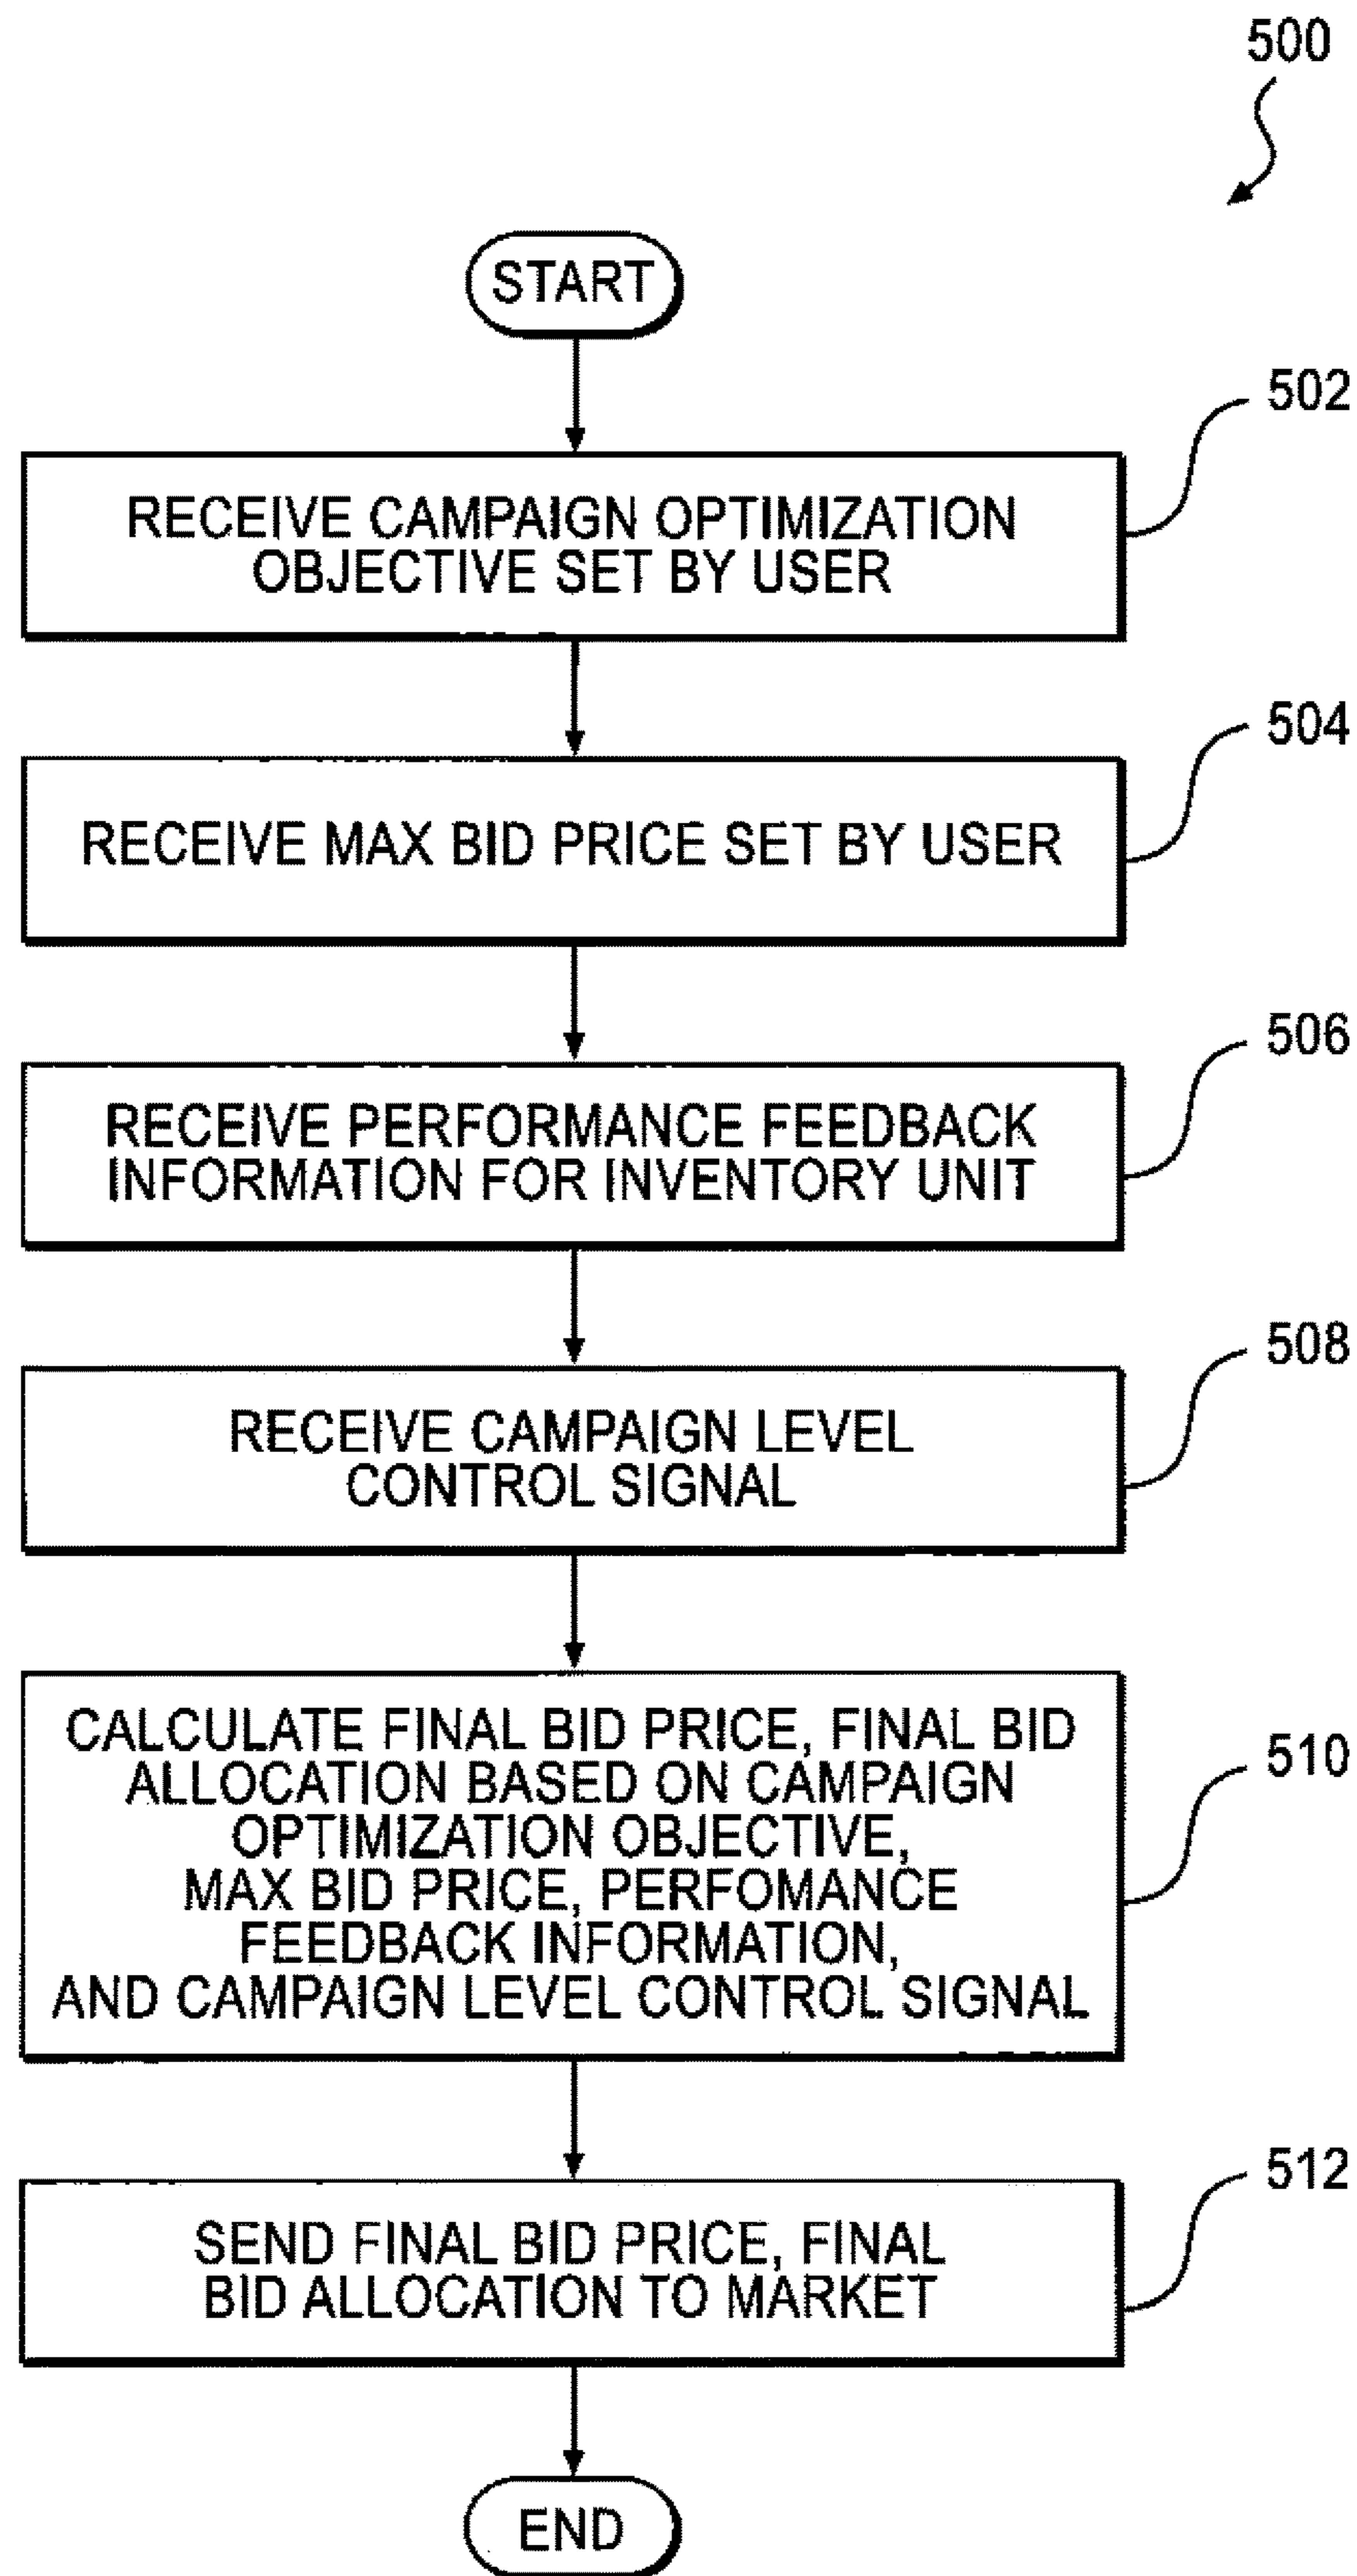 500
START
502
RECEIVE CAMPAIGN OPTIMIZATION
OBJECTIVE SET BY USER
504
RECEIVE MAX BID PRICE SET BY USER
506
RECEIVE PERFORMANCE FEEDBACK
INFORMATION FOR INVENTORY UNIT
508
RECEIVE CAMPAIGN LEVEL
CONTROL SIGNAL
510
CALCULATE FINAL BID PRICE, FINAL BID
ALLOCATION BASED ON CAMPAIGN
OPTIMIZATION OBJECTIVE,
MAX BID PRICE, PERFOMANCE
FEEDBACK INFORMATION,
AND CAMPAIGN LEVEL CONTROL SIGNAL
512
SEND FINAL BID PRICE, FINAL
BID ALLOCATION TO MARKET
END